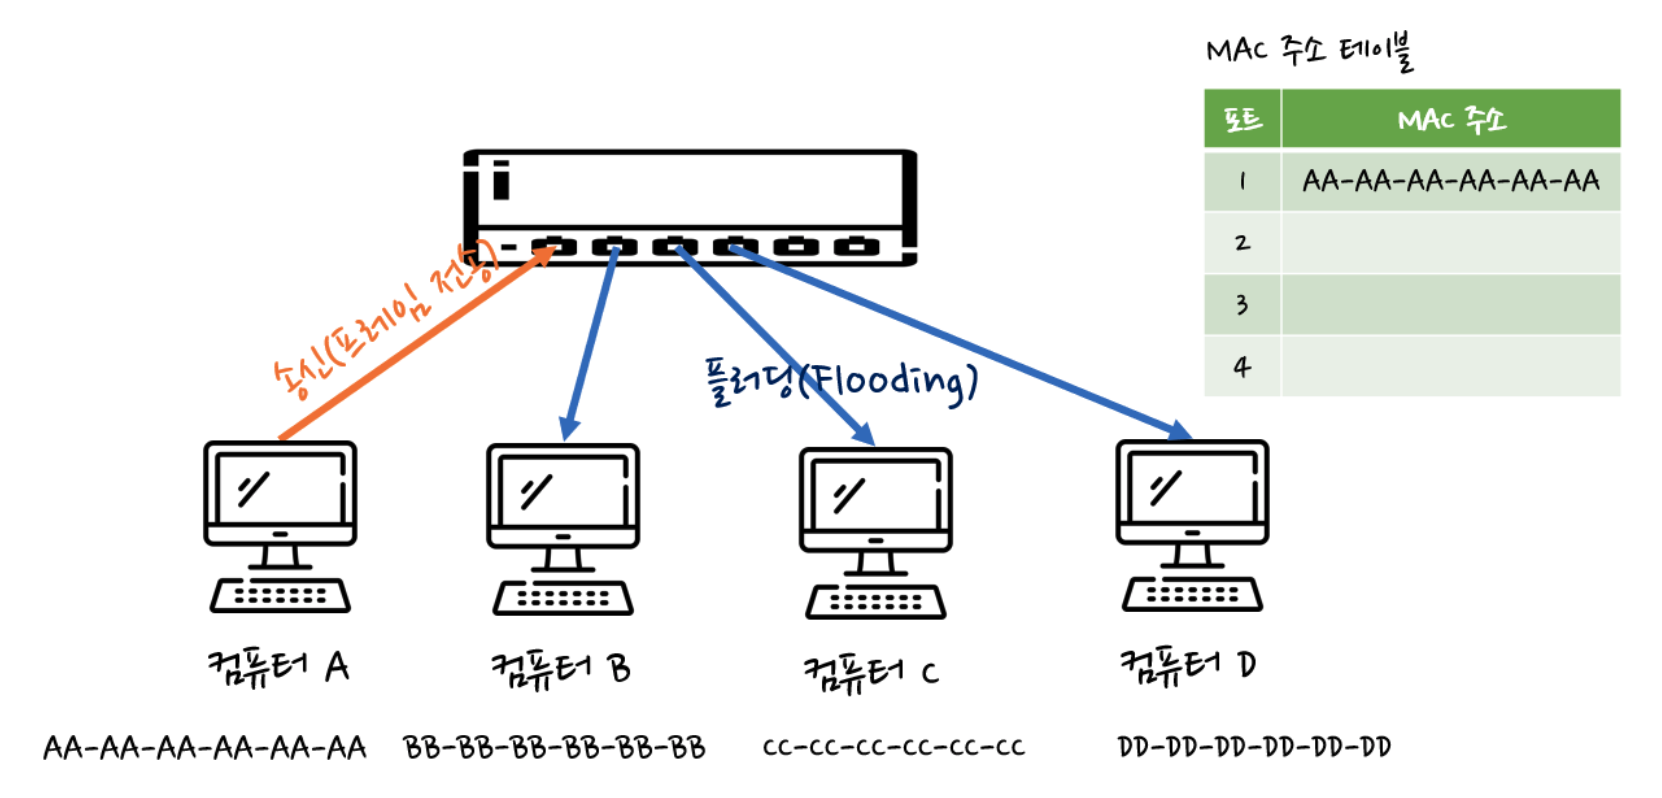 MAC 주소 테이블
포트 MAC 주소
1 AA-AA-AA-AA-AA-AA
2
3
4
송신(프레임 전송)
플러딩(Flooding)
컴퓨터 A 컴퓨터 B 컴퓨터 C 컴퓨터 D
AA-AA-AA-AA-AA-AA BB-BB-BB-BB-BB-BB CC-CC-CC-CC-CC-CC DD-DD-DD-DD-DD-DD